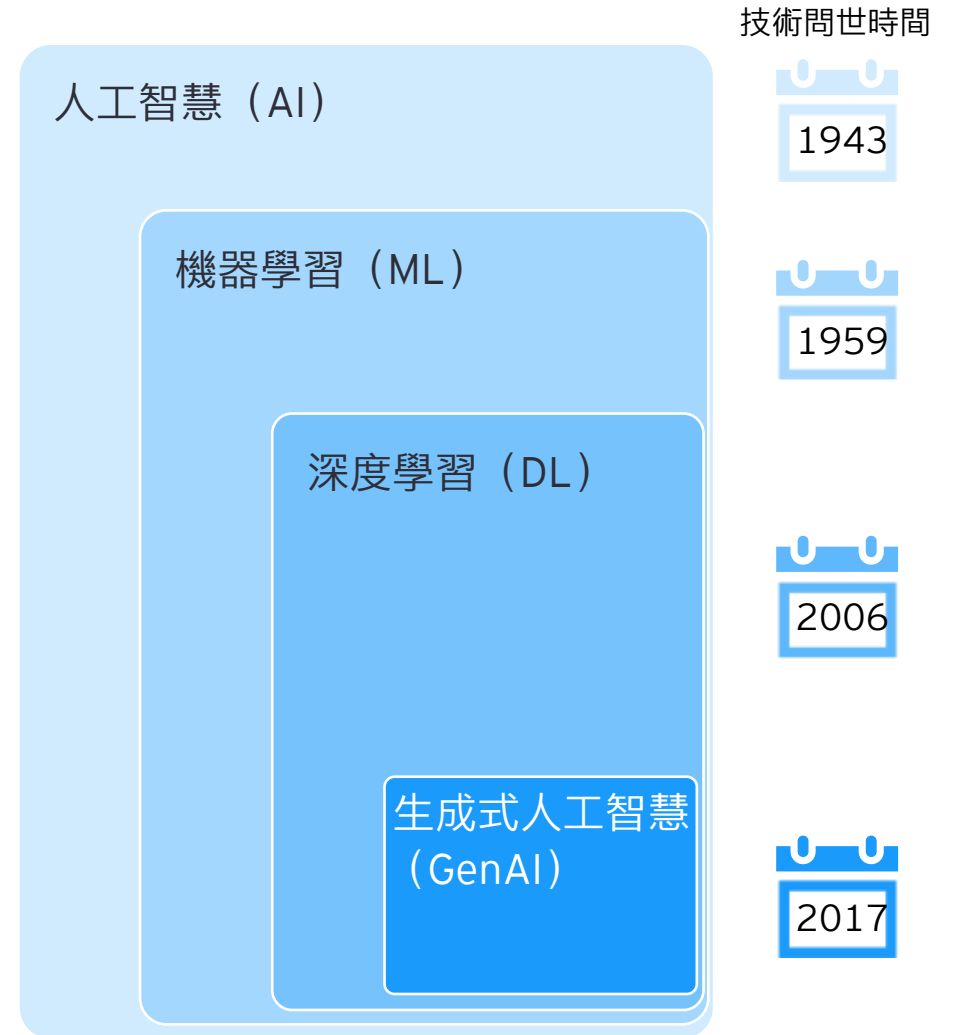 技術問世時間
人工智慧（AI）
1943
機器學習（ML）
1959
深度學習（DL）
2006
生成式人工智慧
（GenAI）
2017